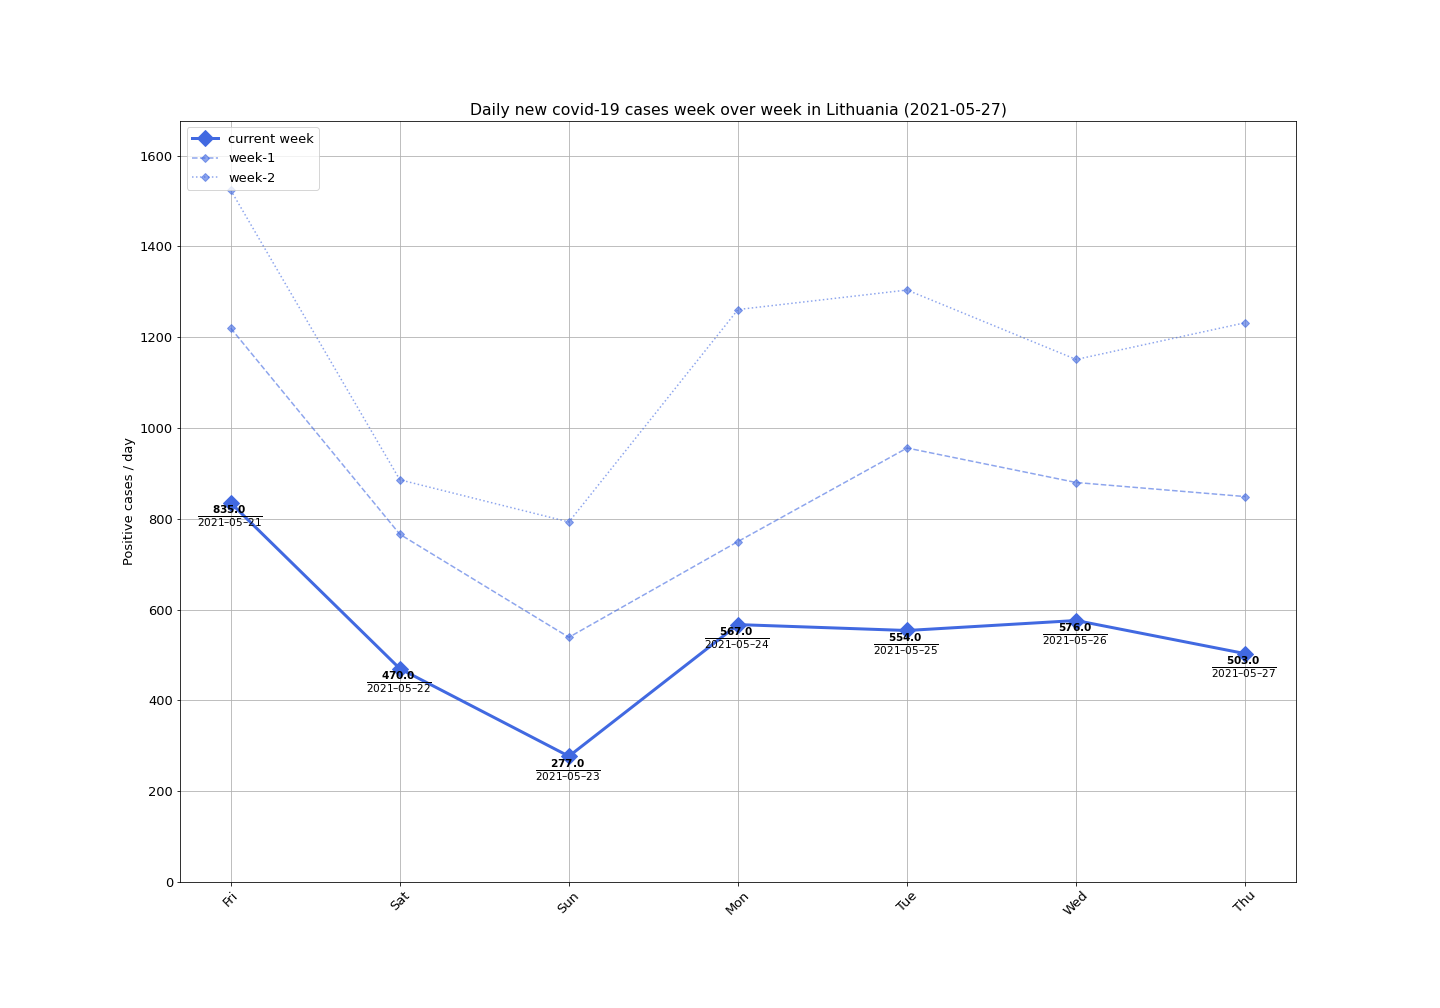 Daily new covid-19 cases week over week in Lithuania (2021-05-27)
current week
week-1
week-2
Positive cases / day
1600
1400
1200
1000
800
600
400
200
0
835.0
2021–05–21
470.0
2021–05–22
277.0
2021–05–23
567.0
2021–05–24
554.0
2021–05–25
576.0
2021–05–26
503.0
2021–05–27
Fri
Sat
Sun
Mon
Tue
Wed
Thu